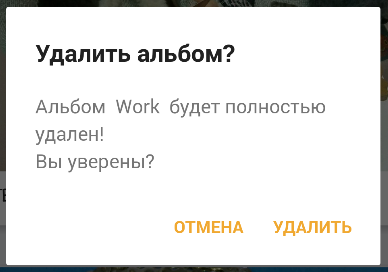 Удалить альбом?
Альбом Work будет полностью
удален!
Вы уверены?
ОТМЕНА УДАЛИТЬ